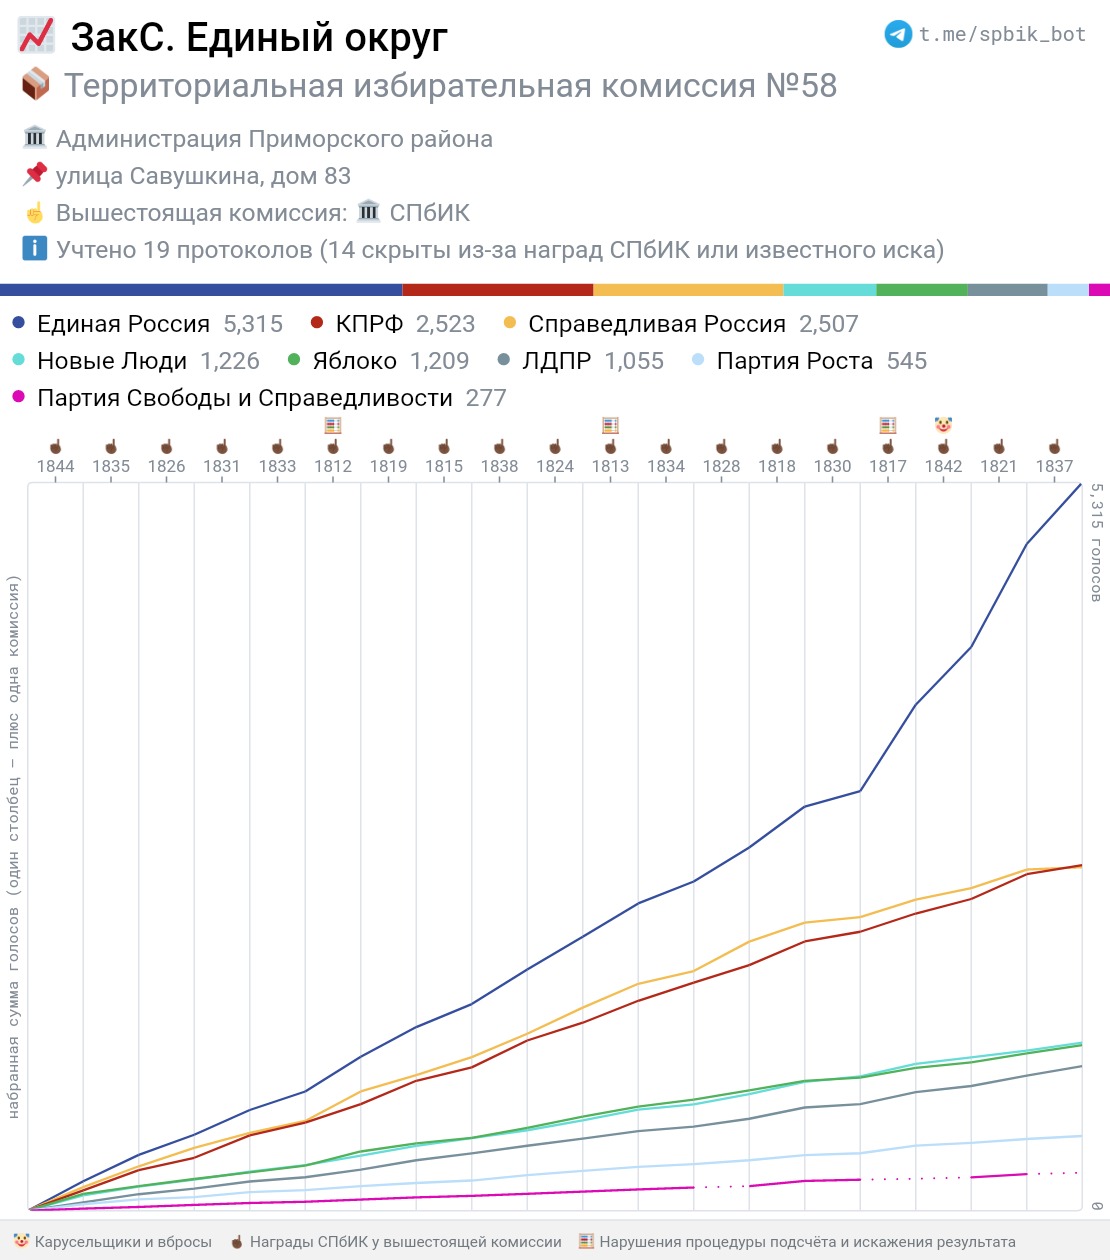 ЗакС. Единый округ
t.me/spbik_bot
Территориальная избирательная комиссия №58
Администрация Приморского района
улица Савушкина, дом 83
Вышестоящая комиссия: СПбИК
Учтено 19 протоколов (14 скрыты из-за наград СПбИК или известного иска)
Единая Россия 5,315 КПРФ 2,523 Справедливая Россия 2,507
Новые Люди 1,226 Яблоко 1,209 ЛДПР 1,055 Партия Роста 545
Партия Свободы и Справедливости 277
1844 1835 1826 1831 1833 1812 1819 1815 1838 1824 1813 1834 1828 1818 1830 1817 1842 1821 1837
набранная сумма голосов (один столбец – плюс одна комиссия)
5,315 голосов
0
Карусельщики и вбросы Награды СПбИК у вышестоящей комиссии Нарушения процедуры подсчёта и искажения результата